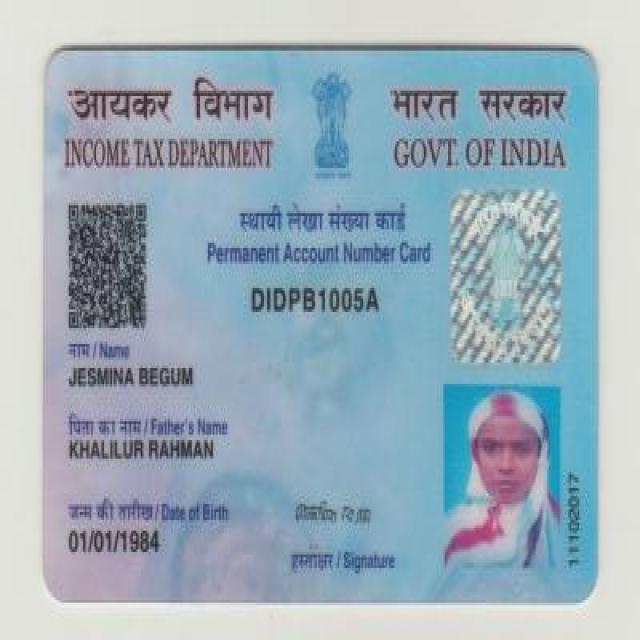 आयकर विभाग
INCOME TAX DEPARTMENT
भारत सरकार
GOVT. OF INDIA
स्थायी लेखा संख्या कार्ड
Permanent Account Number Card
DIDPB1005A
नाम / Name
JESMINA BEGUM
पिता का नाम / Father's Name
KHALILUR RAHMAN
जन्म की तारीख / Date of Birth
01/01/1984
हस्ताक्षर / Signature
11102017